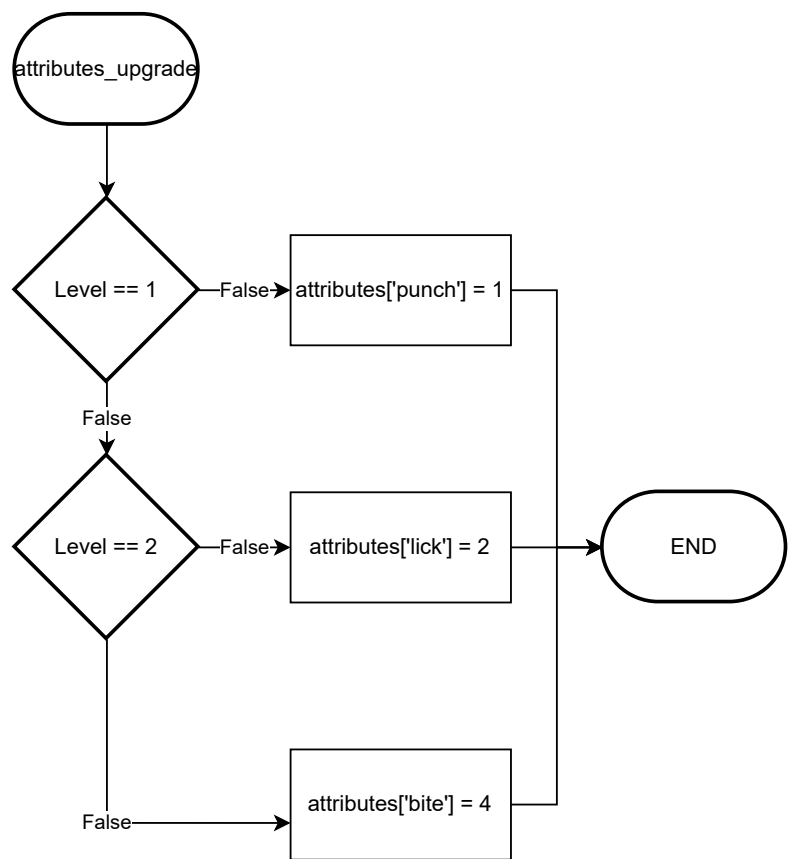 attributes_upgrade
Level == 1
False
attributes['punch'] = 1
False
Level == 2
False
attributes['lick'] = 2
END
False
attributes['bite'] = 4